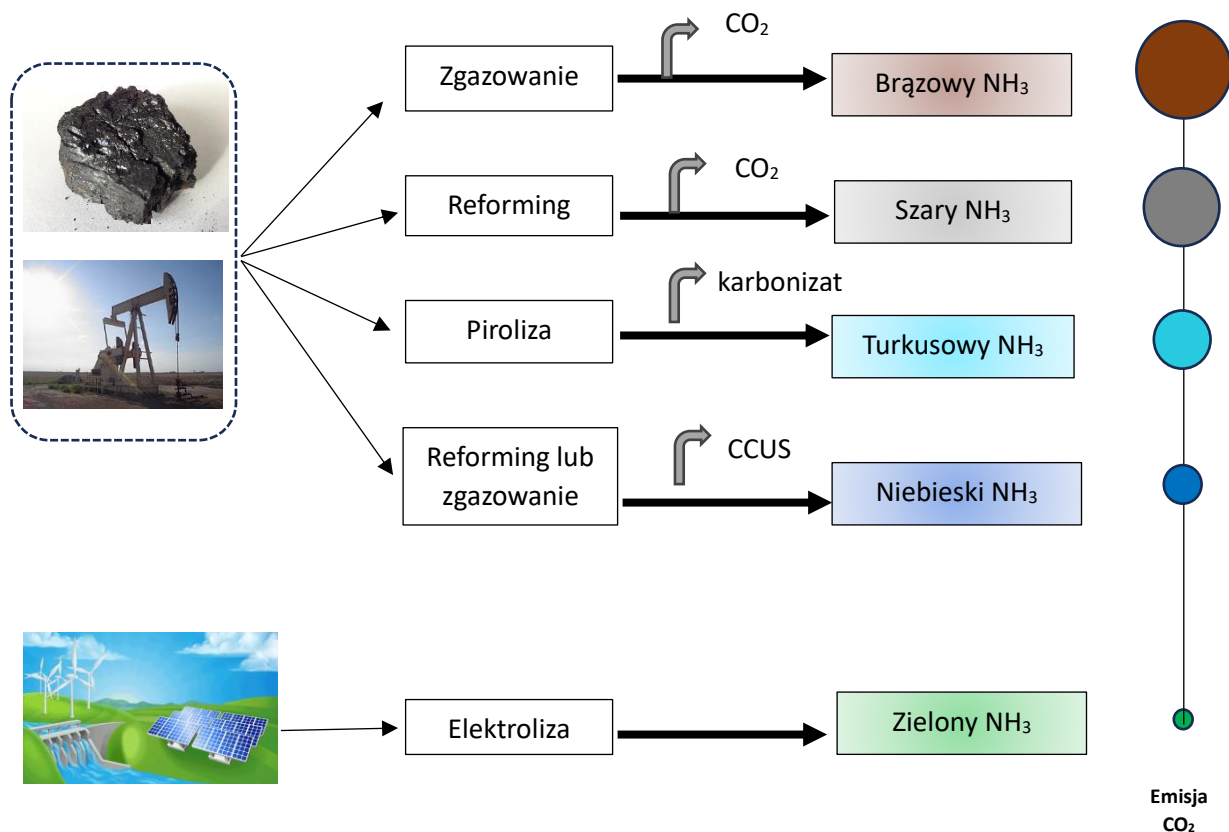 CO₂
Zgazowanie
Brązowy NH₃
CO₂
Reforming
Szary NH₃
karbonizat
Piroliza
Turkusowy NH₃
CCUS
Reforming lub
zgazowanie
Niebieski NH₃
Elektroliza
Zielony NH₃
Emisja
CO₂